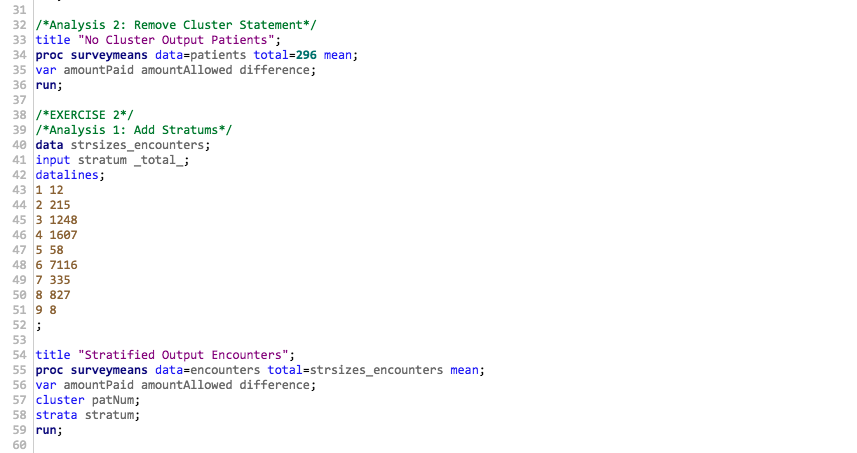 31
32 /*Analysis 2: Remove Cluster Statement*/
33 title "No Cluster Output Patients";
34 proc surveymeans data=patients total=296 mean;
35 var amountPaid amountAllowed difference;
36 run;
37
38 /*EXERCISE 2*/
39 /*Analysis 1: Add Stratums*/
40 data strsizes_encounters;
41 input stratum _total_;
42 datalines;
43 1 12
44 2 215
45 3 1248
46 4 1607
47 5 58
48 6 7116
49 7 335
50 8 827
51 9 8
52 ;
53
54 title "Stratified Output Encounters";
55 proc surveymeans data=encounters total=strsizes_encounters mean;
56 var amountPaid amountAllowed difference;
57 cluster patNum;
58 strata stratum;
59 run;
60